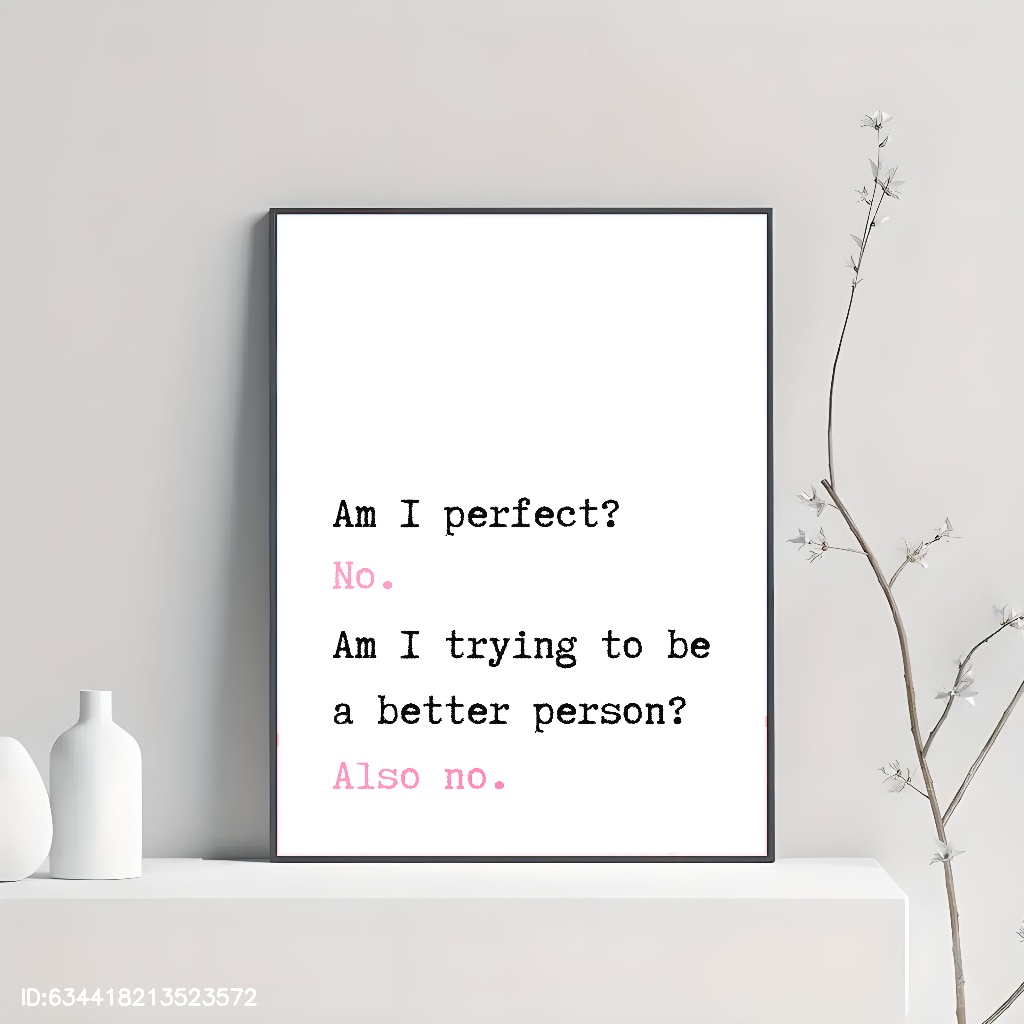 Am I perfect?
No.
Am I trying to be
a better person?
Also no.
ID:634418213523572